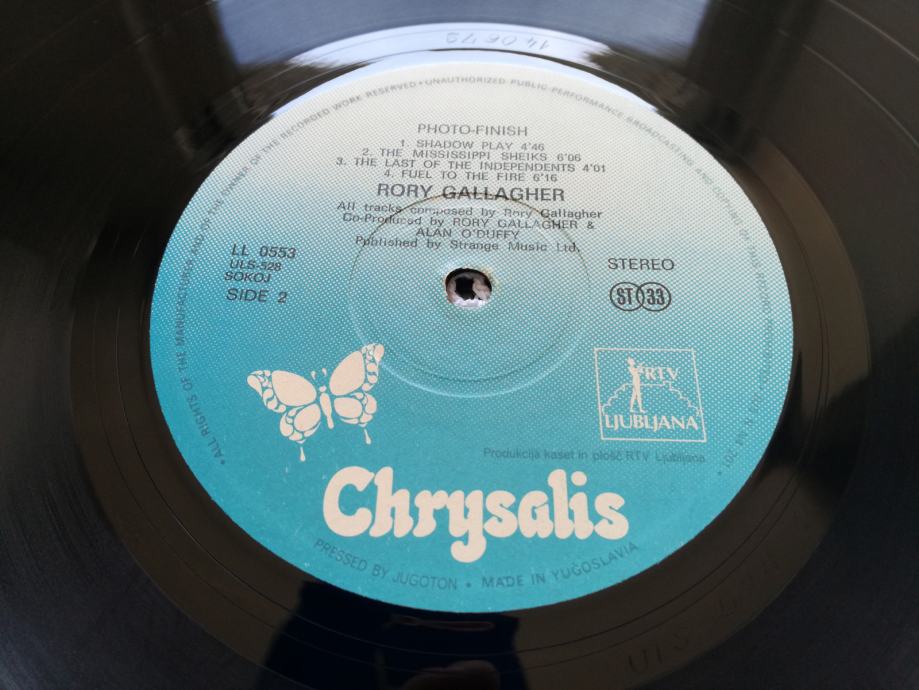 14 06 79
ALL RIGHTS OF THE MANUFACTURER AND OF THE OWNER OF THE RECORDED WORK RESERVED • UNAUTHORIZED PUBLIC PERFORMANCE BROADCASTING AND COPYING OF THIS RECORD
PHOTO-FINISH
1. SHADOW PLAY 4'46
2. THE MISSISSIPPI SHEIKS 6'06
3. THE LAST OF THE INDEPENDENTS 4'01
4. FUEL TO THE FIRE 6'16
RORY GALLAGHER
All tracks composed by Rory Gallagher
Co-Produced by RORY GALLAGHER &
ALAN O'DUFFY
Published by Strange Music Ltd.
LL 0553
ULS-528
SOKOJ
SIDE 2
STEREO
ST 33
RTV
LJUBLJANA
Produkcija kaset in plošč RTV Ljubljana
Chrysalis
PRESSED BY JUGOTON • MADE IN YUGOSLAVIA